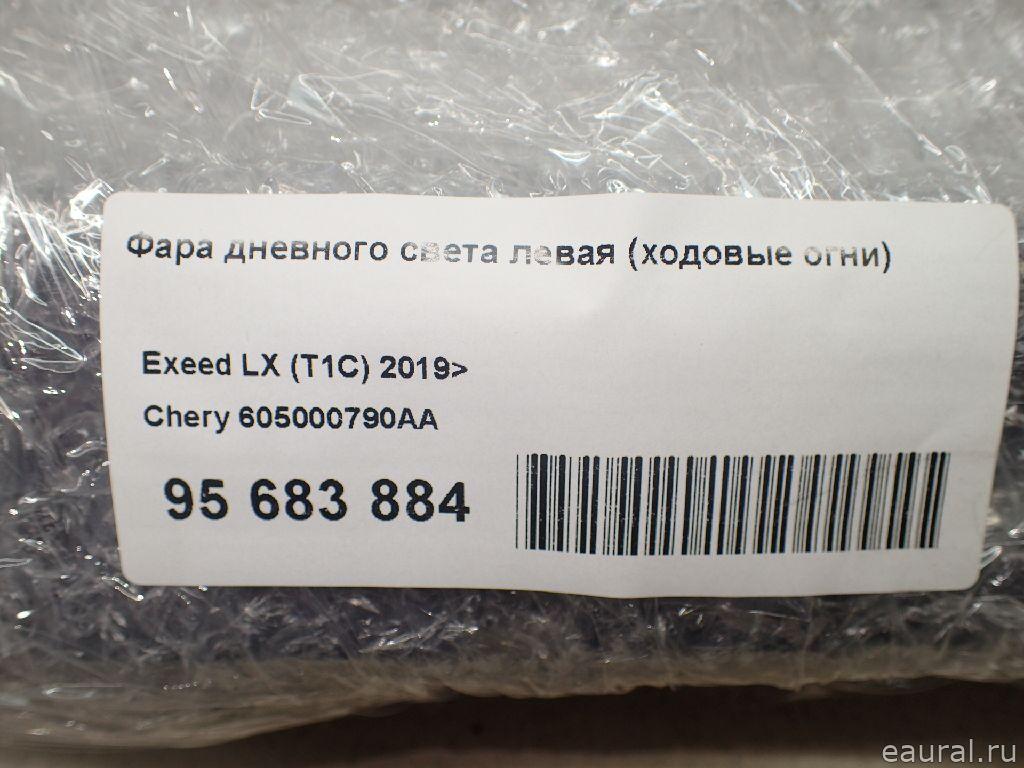 Фара дневного света левая (ходовые огни)
Exeed LX (T1C) 2019>
Chery 605000790AA
95 683 884
eaural.ru